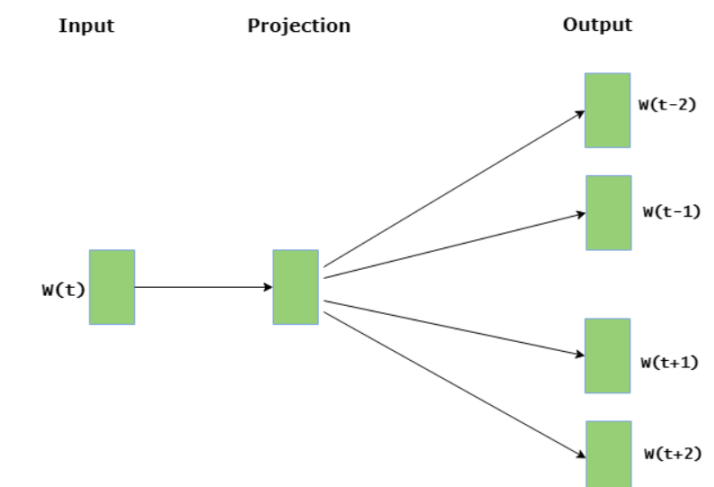 Input Projection Output
W(t-2)
W(t-1)
W(t)
W(t+1)
W(t+2)